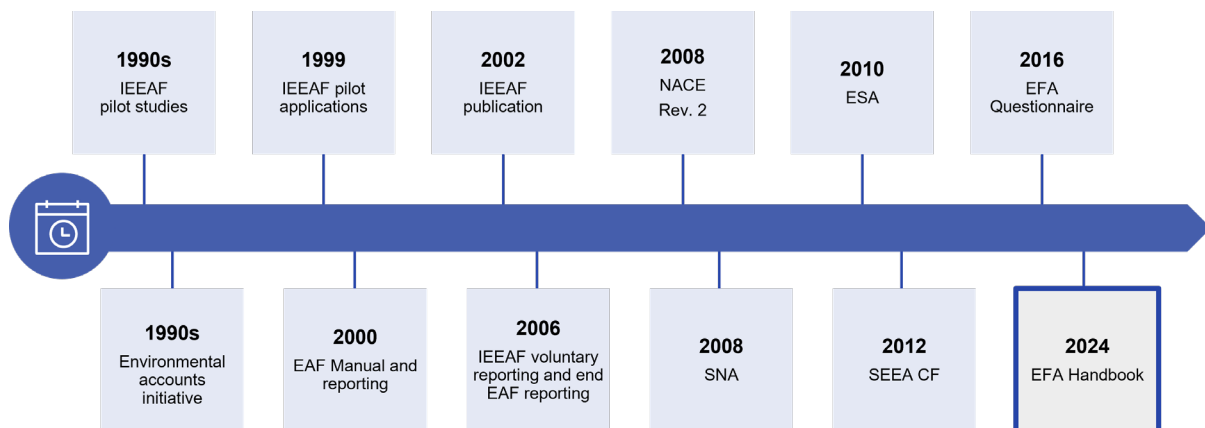 1990s
IEEAF
pilot studies
1999
IEEAF pilot
applications
2002
IEEAF
publication
2008
NACE
Rev. 2
2010
ESA
2016
EFA
Questionnaire
1990s
Environmental
accounts
initiative
2000
EAF Manual and
reporting
2006
IEEAF voluntary
reporting and end
EAF reporting
2008
SNA
2012
SEEA CF
2024
EFA Handbook